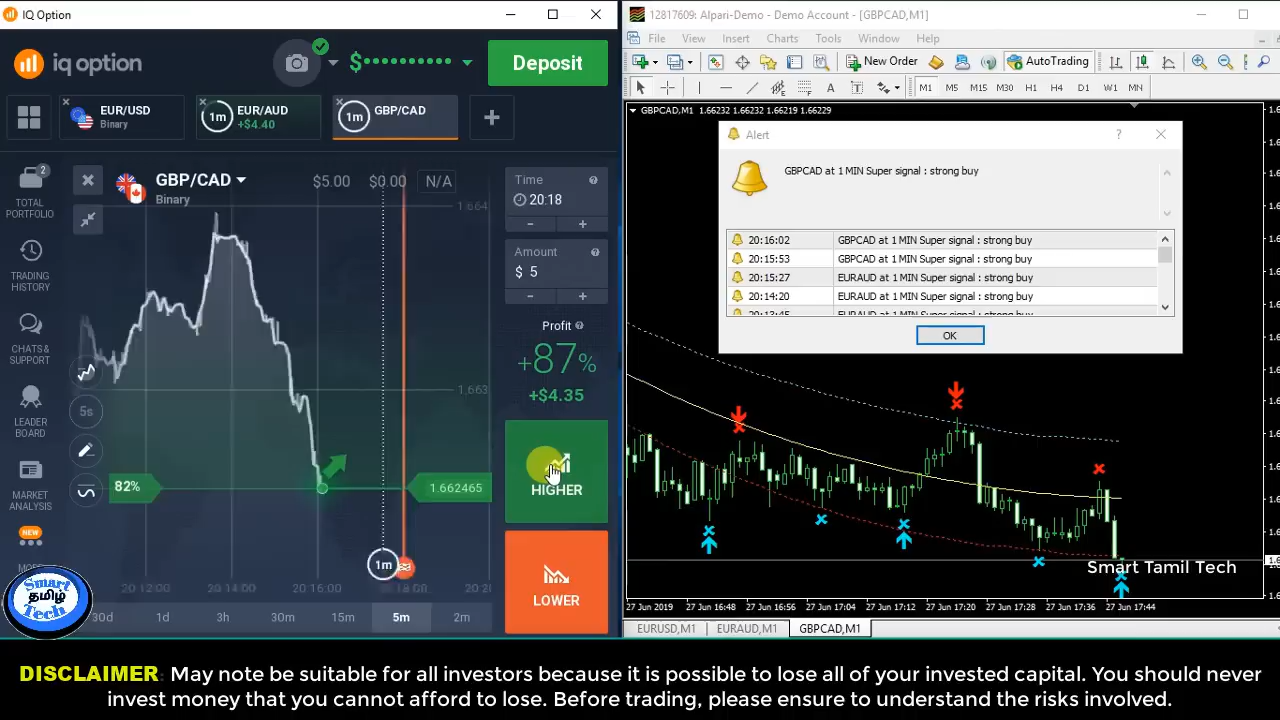 IQ Option
iq option
$
Deposit
EUR/USD
Binary
1m
EUR/AUD
+$4.40
1m
GBP/CAD
2
TOTAL
PORTFOLIO
TRADING
HISTORY
CHATS &
SUPPORT
LEADER
BOARD
MARKET
ANALYSIS
NEW
GBP/CAD
Binary
$5.00
$0.00
N/A
1.664
1.663
5s
82%
1.662465
1m
20:12:00
20:14:00
20:16:00
20:18:00
30d
1d
3h
30m
15m
5m
2m
Time
20:18
Amount
$ 5
Profit
+87%
+$4.35
HIGHER
LOWER
Smart
தமிழ்
Tech
12817609: Alpari-Demo - Demo Account - [GBPCAD,M1]
File View Insert Charts Tools Window Help
New Order
AutoTrading
A
T
M1 M5 M15 M30 H1 H4 D1 W1 MN
GBPCAD,M1 1.66232 1.66232 1.66219 1.66229
Alert
GBPCAD at 1 MIN Super signal : strong buy
20:16:02 GBPCAD at 1 MIN Super signal : strong buy
20:15:53 GBPCAD at 1 MIN Super signal : strong buy
20:15:27 EURAUD at 1 MIN Super signal : strong buy
20:14:20 EURAUD at 1 MIN Super signal : strong buy
OK
Smart Tamil Tech
27 Jun 2019 27 Jun 16:48 27 Jun 16:56 27 Jun 17:04 27 Jun 17:12 27 Jun 17:20 27 Jun 17:28 27 Jun 17:36 27 Jun 17:44
EURUSD,M1 EURAUD,M1 GBPCAD,M1
DISCLAIMER: May note be suitable for all investors because it is possible to lose all of your invested capital. You should never
invest money that you cannot afford to lose. Before trading, please ensure to understand the risks involved.